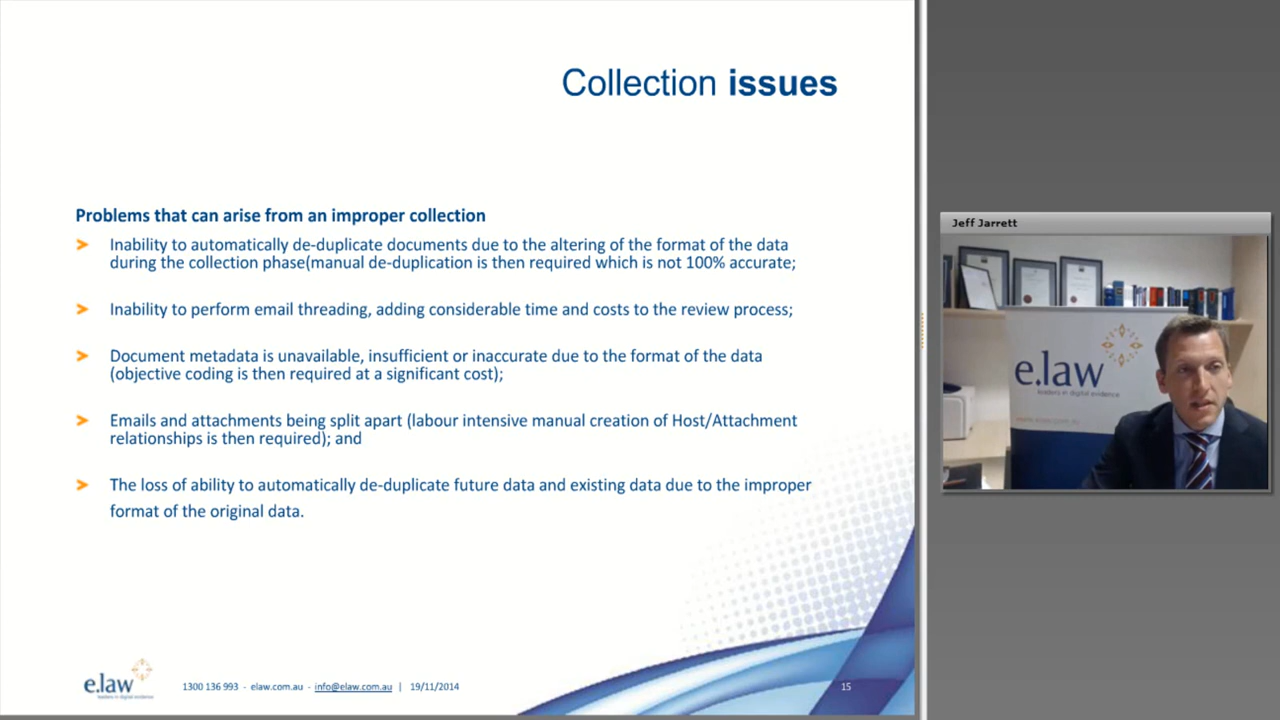 Collection issues
Problems that can arise from an improper collection
Inability to automatically de-duplicate documents due to the altering of the format of the data
during the collection phase(manual de-duplication is then required which is not 100% accurate;
Inability to perform email threading, adding considerable time and costs to the review process;
Document metadata is unavailable, insufficient or inaccurate due to the format of the data
(objective coding is then required at a significant cost);
Emails and attachments being split apart (labour intensive manual creation of Host/Attachment
relationships is then required); and
The loss of ability to automatically de-duplicate future data and existing data due to the improper
format of the original data.
e.law
leaders in digital evidence
1300 136 993 - elaw.com.au - info@elaw.com.au | 19/11/2014
15
Jeff Jarrett
e.law
leaders in digital evidence